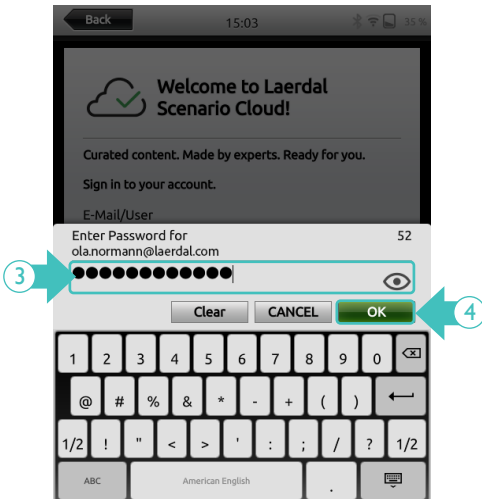 Back 15:03 35 %
Welcome to Laerdal
Scenario Cloud!
Curated content. Made by experts. Ready for you.
Sign in to your account.
E-Mail/User
Enter Password for 52
ola.normann@laerdal.com
●●●●●●●●●●●●
3
Clear CANCEL OK
4
1 2 3 4 5 6 7 8 9 0
@ # % & * - + ( )
1/2 ! " < > ' : ; / ? 1/2
ABC American English .